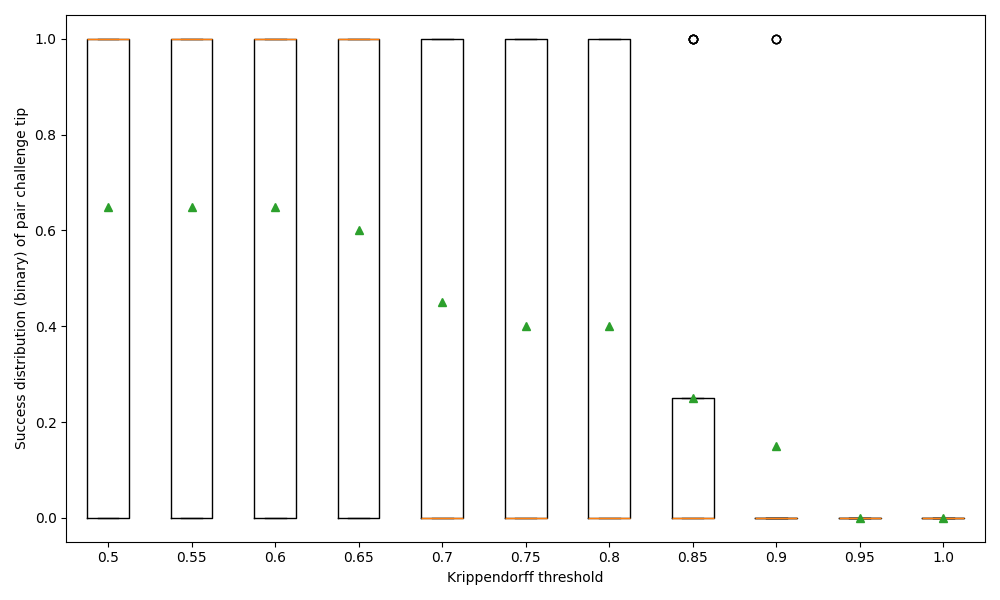 Success distribution (binary) of pair challenge tip
1.0
0.8
0.6
0.4
0.2
0.0
0.5 0.55 0.6 0.65 0.7 0.75 0.8 0.85 0.9 0.95 1.0
Krippendorff threshold